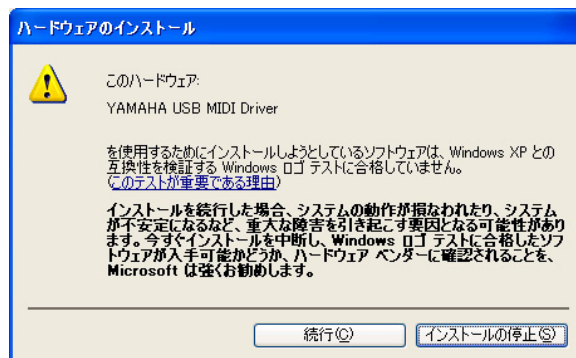 ハードウェアのインストール
このハードウェア:
YAMAHA USB MIDI Driver
を使用するためにインストールしようとしているソフトウェアは、Windows XP との
互換性を検証する Windows ロゴ テストに合格していません。
(このテストが重要である理由)
インストールを続行した場合、システムの動作が損なわれたり、システム
が不安定になるなど、重大な障害を引き起こす要因となる可能性があり
ます。今すぐインストールを中断し、Windows ロゴ テストに合格したソフ
トウェアが入手可能かどうか、ハードウェア ベンダーに確認されることを、
Microsoft は強くお勧めします。
続行(C) インストールの停止(S)